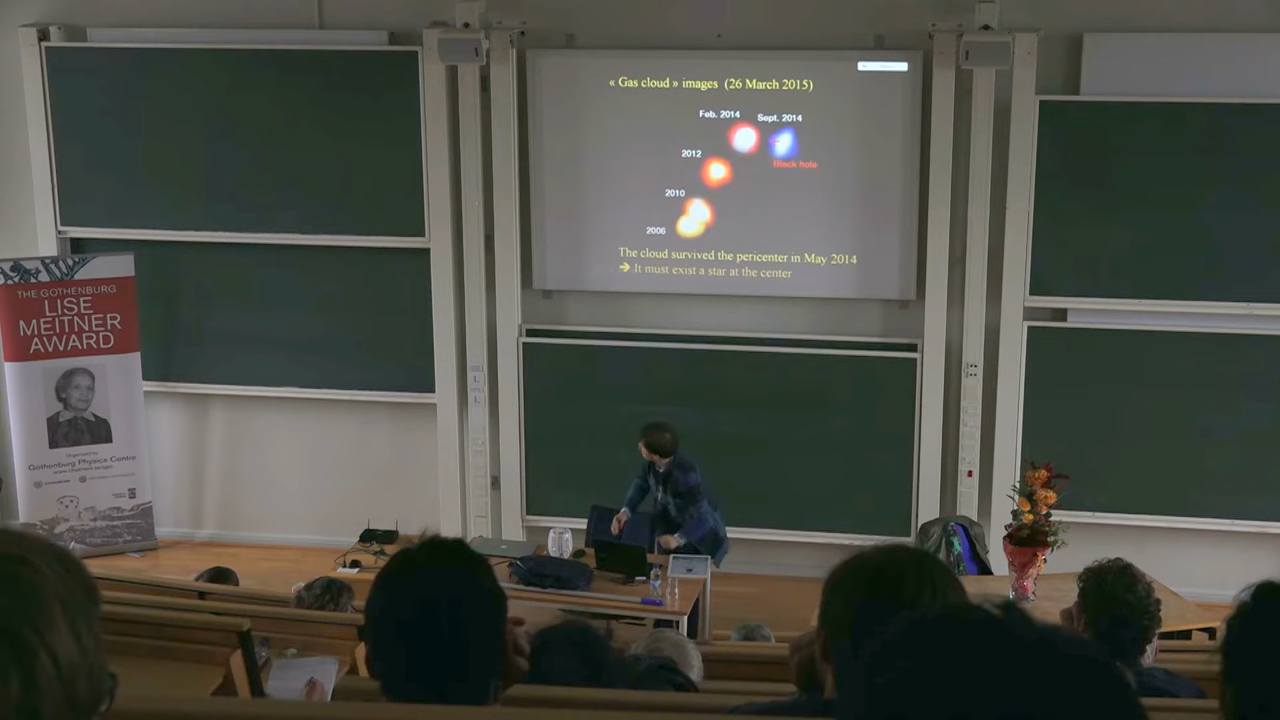 « Gas cloud » images (26 March 2015)
Feb. 2014
Sept. 2014
2012
Black hole
2010
2006
The cloud survived the pericenter in May 2014
➔ It must exist a star at the center
THE GOTHENBURG
LISE
MEITNER
AWARD
Organized by
Gothenburg Physics Centre